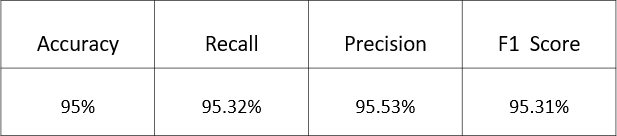 Accuracy Recall Precision F1 Score
95% 95.32% 95.53% 95.31%